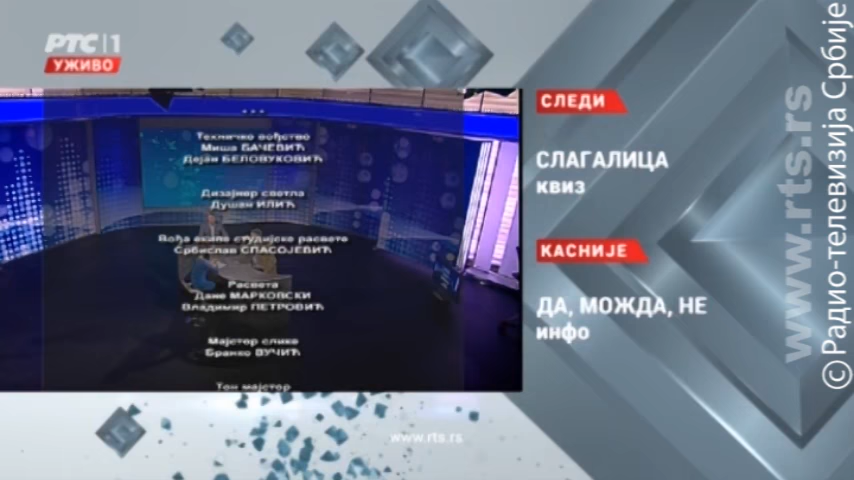 РТС|1
УЖИВО
Техничко вођство
Миша БАЧЕВИЋ
Дејан БЕЛОВУКОВИЋ
Дизајнер светла
Душан ИЛИЋ
Вођа екипе студијске расвете
Србислав СПАСОЈЕВИЋ
Расвета
Дане МАРКОВСКИ
Владимир ПЕТРОВИЋ
Мајстор слике
Бранко ВУЧИЋ
Тон мајстор
СЛЕДИ
СЛАГАЛИЦА
квиз
КАСНИЈЕ
ДА, МОЖДА, НЕ
инфо
www.rts.rs
www.rts.rs
© Радио-телевизија Србије